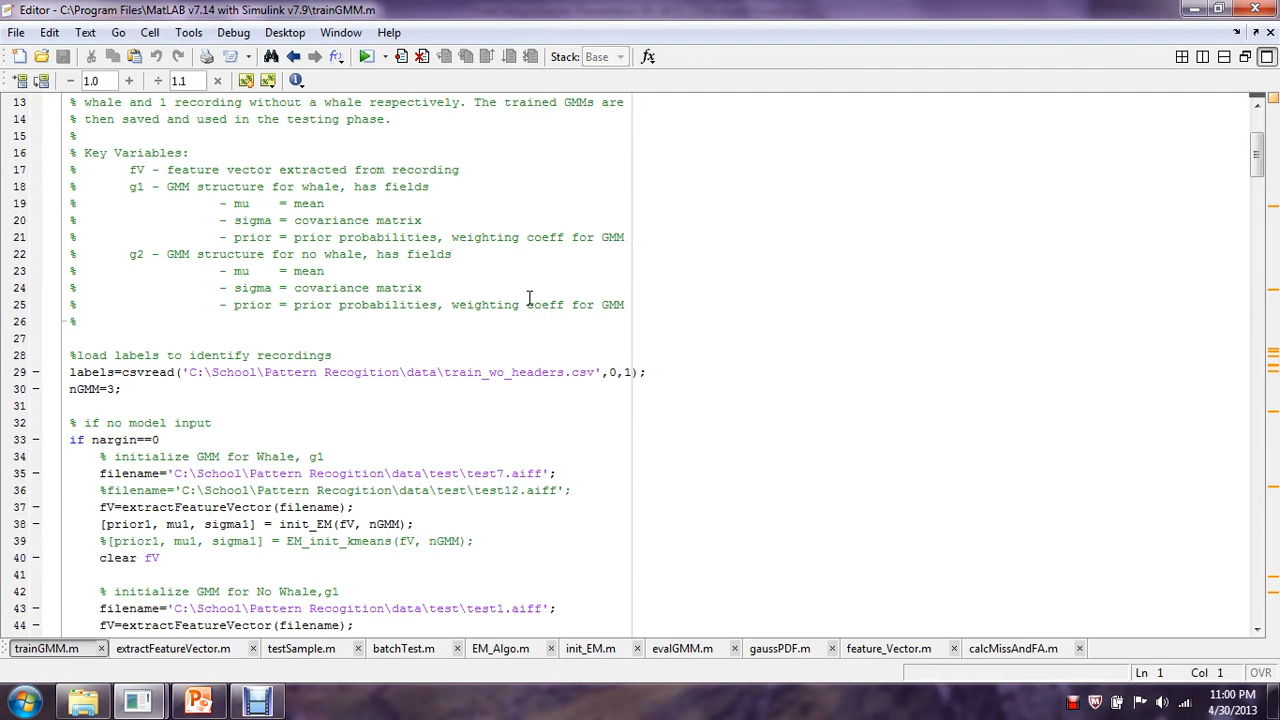 Editor - C:\Program Files\MatLAB v7.14 with Simulink v7.9\trainGMM.m
File Edit Text Go Cell Tools Debug Desktop Window Help
Stack: Base fx
1.0 1.1
13 % whale and 1 recording without a whale respectively. The trained GMMs are
14 % then saved and used in the testing phase.
15 %
16 % Key Variables:
17 % fV - feature vector extracted from recording
18 % g1 - GMM structure for whale, has fields
19 % - mu = mean
20 % - sigma = covariance matrix
21 % - prior = prior probabilities, weighting coeff for GMM
22 % g2 - GMM structure for no whale, has fields
23 % - mu = mean
24 % - sigma = covariance matrix
25 % - prior = prior probabilities, weighting coeff for GMM
26 %
27
28 %load labels to identify recordings
29 labels=csvread('C:\School\Pattern Recogition\data\train_wo_headers.csv',0,1);
30 nGMM=3;
31
32 % if no model input
33 if nargin==0
34 % initialize GMM for Whale, g1
35 filename='C:\School\Pattern Recogition\data\test\test7.aiff';
36 %filename='C:\School\Pattern Recogition\data\test\test12.aiff';
37 fV=extractFeatureVector(filename);
38 [prior1, mu1, sigma1] = init_EM(fV, nGMM);
39 %[prior1, mu1, sigma1] = EM_init_kmeans(fV, nGMM);
40 clear fV
41
42 % initialize GMM for No Whale,g1
43 filename='C:\School\Pattern Recogition\data\test\test1.aiff';
44 fV=extractFeatureVector(filename);
trainGMM.m extractFeatureVector.m testSample.m batchTest.m EM_Algo.m init_EM.m evalGMM.m gaussPDF.m feature_Vector.m calcMissAndFA.m
Ln 1 Col 1 OVR
11:00 PM
4/30/2013